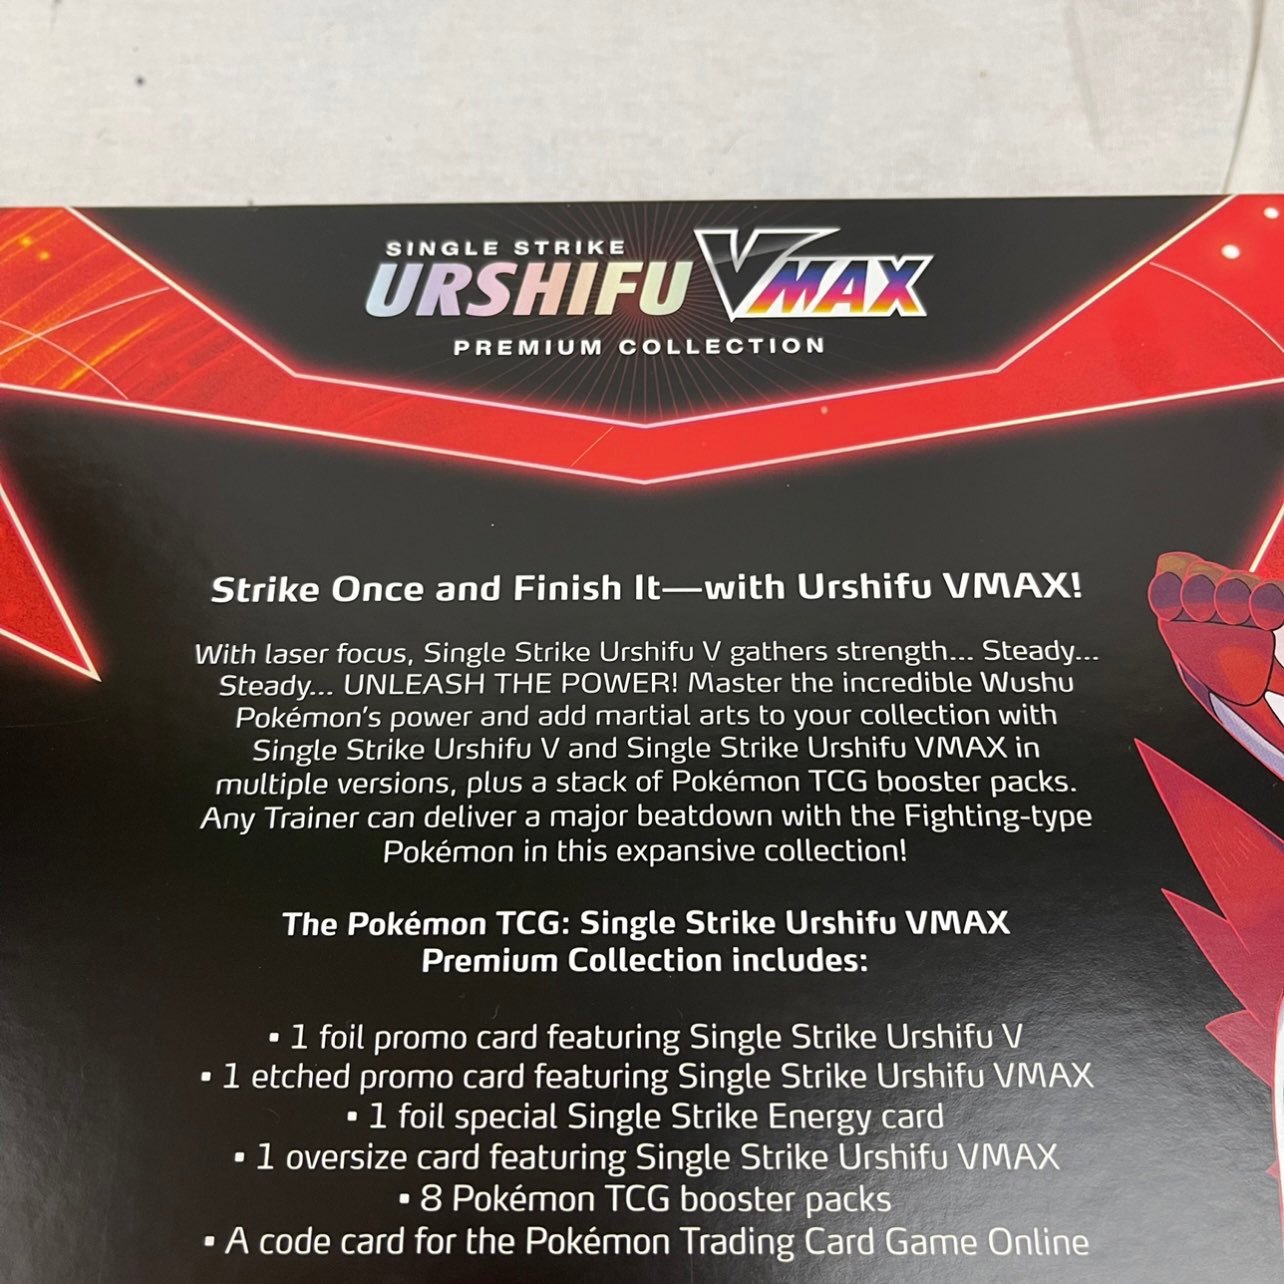 SINGLE STRIKE
URSHIFU VMAX
PREMIUM COLLECTION
Strike Once and Finish It—with Urshifu VMAX!
With laser focus, Single Strike Urshifu V gathers strength... Steady...
Steady... UNLEASH THE POWER! Master the incredible Wushu
Pokémon's power and add martial arts to your collection with
Single Strike Urshifu V and Single Strike Urshifu VMAX in
multiple versions, plus a stack of Pokémon TCG booster packs.
Any Trainer can deliver a major beatdown with the Fighting-type
Pokémon in this expansive collection!
The Pokémon TCG: Single Strike Urshifu VMAX
Premium Collection includes:
▪ 1 foil promo card featuring Single Strike Urshifu V
▪ 1 etched promo card featuring Single Strike Urshifu VMAX
▪ 1 foil special Single Strike Energy card
▪ 1 oversize card featuring Single Strike Urshifu VMAX
▪ 8 Pokémon TCG booster packs
▪ A code card for the Pokémon Trading Card Game Online